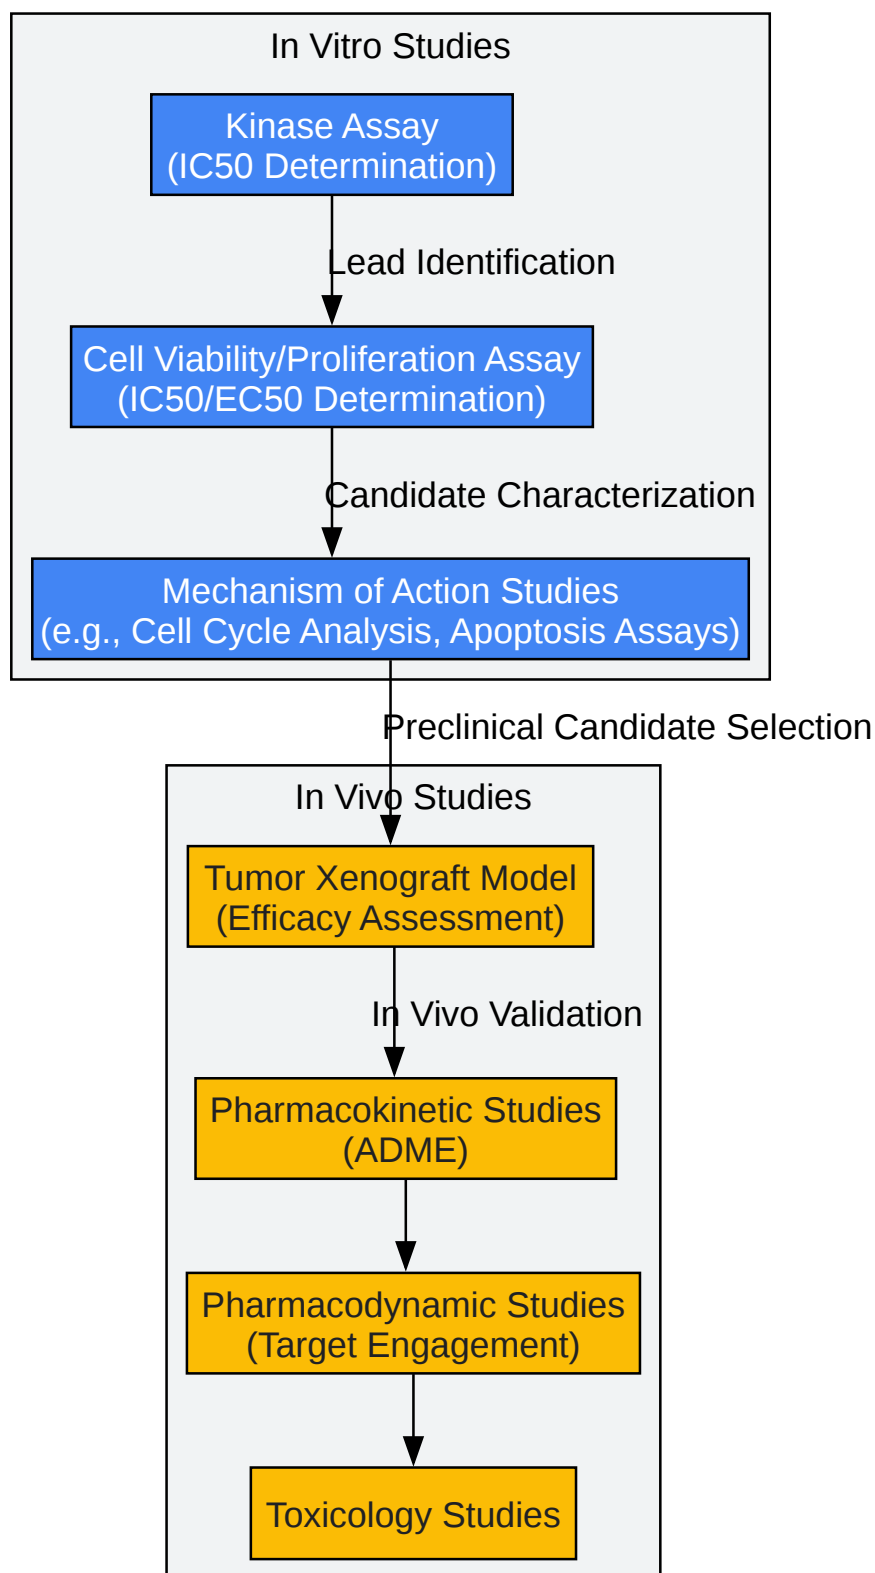 In Vitro Studies
Kinase Assay
(IC50 Determination)
Lead Identification
Cell Viability/Proliferation Assay
(IC50/EC50 Determination)
Candidate Characterization
Mechanism of Action Studies
(e.g., Cell Cycle Analysis, Apoptosis Assays)
Preclinical Candidate Selection
In Vivo Studies
Tumor Xenograft Model
(Efficacy Assessment)
In Vivo Validation
Pharmacokinetic Studies
(ADME)
Pharmacodynamic Studies
(Target Engagement)
Toxicology Studies